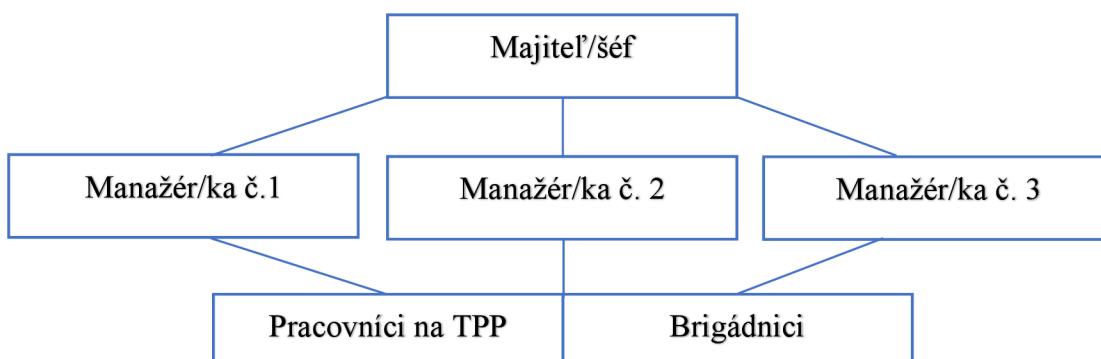 Majiteľ/šéf
Manažér/ka č.1
Manažér/ka č. 2
Manažér/ka č. 3
Pracovníci na TPP
Brigádnici